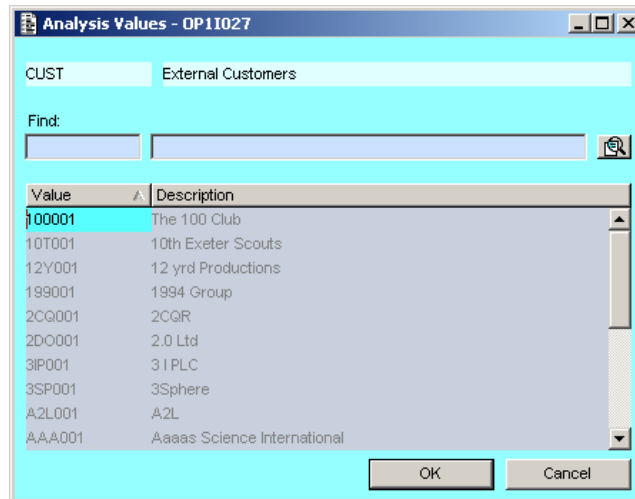 Analysis Values - OP1I027
CUST External Customers
Find:
Value Description
100001 The 100 Club
10T001 10th Exeter Scouts
12Y001 12 yrd Productions
199001 1994 Group
2CQ001 2CQR
2DO001 2.0 Ltd
3IP001 3 I PLC
3SP001 3Sphere
A2L001 A2L
AAA001 Aaaas Science International
OK Cancel